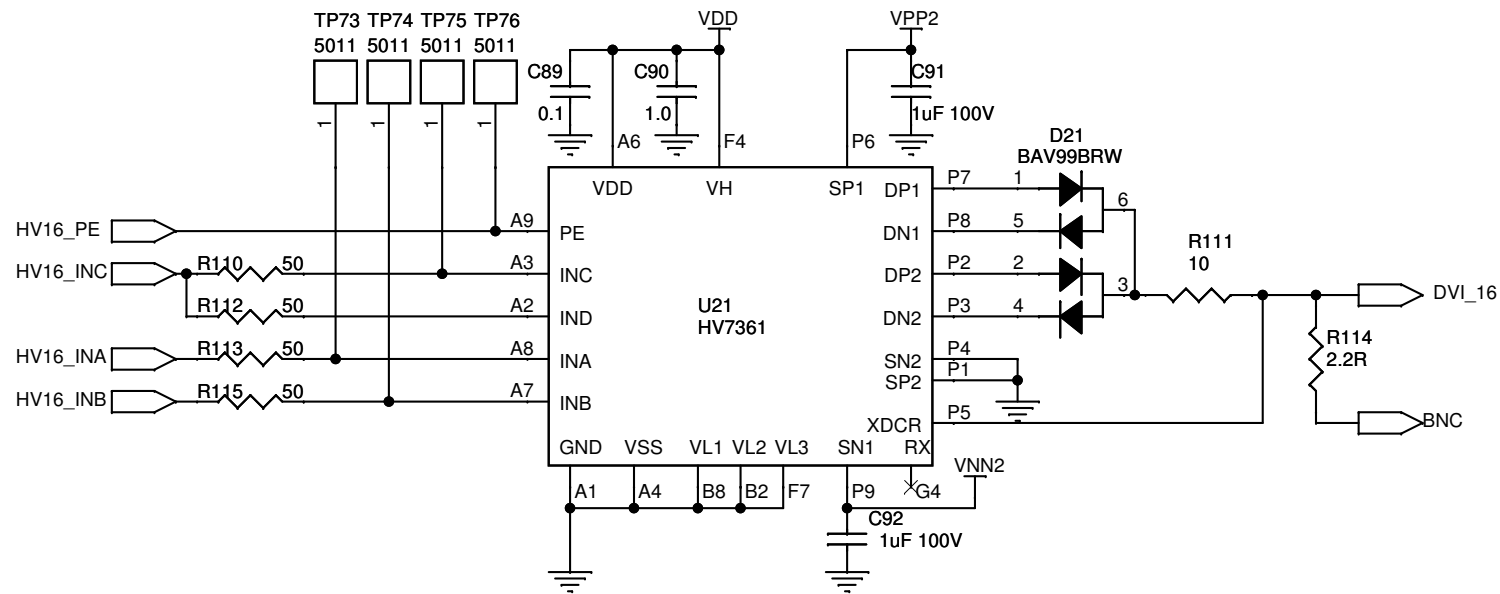 TP73 TP74 TP75 TP76
5011 5011 5011 5011
1 1 1 1
VDD
VPP2
C89
0.1
C90
1.0
C91
1uF 100V
A6
F4
P6
D21
BAV99BRW
VDD
VH
SP1
DP1
P7
1
6
HV16_PE
A9
PE
DN1
P8
5
HV16_INC
R110
50
A3
INC
DP2
P2
2
3
R111
10
DVI_16
R112
50
A2
IND
U21
HV7361
DN2
P3
4
HV16_INA
R113
50
A8
INA
SN2
P4
SP2
P1
R114
2.2R
HV16_INB
R115
50
A7
INB
XDCR
P5
BNC
GND
VSS
VL1
VL2
VL3
SN1
RX
VNN2
A1
A4
B8
B2
F7
P9
G4
C92
1uF 100V